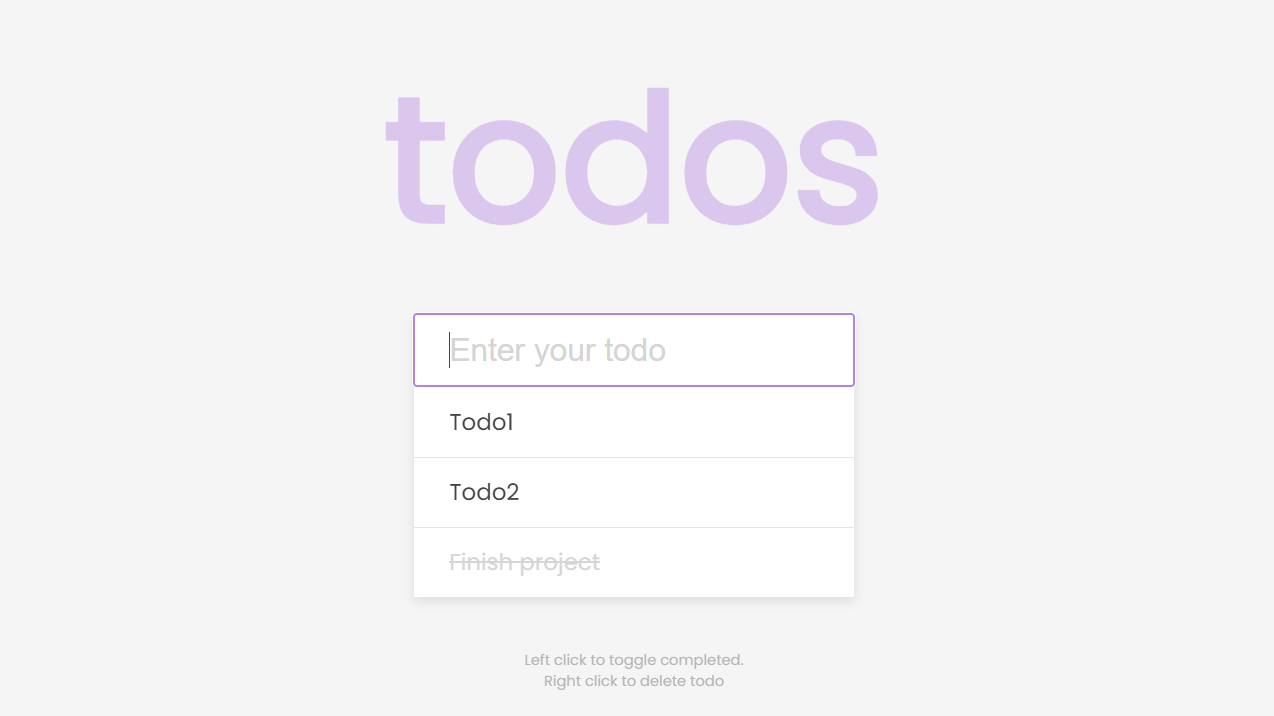 todos
Enter your todo
Todo1
Todo2
Finish project
Left click to toggle completed.
Right click to delete todo